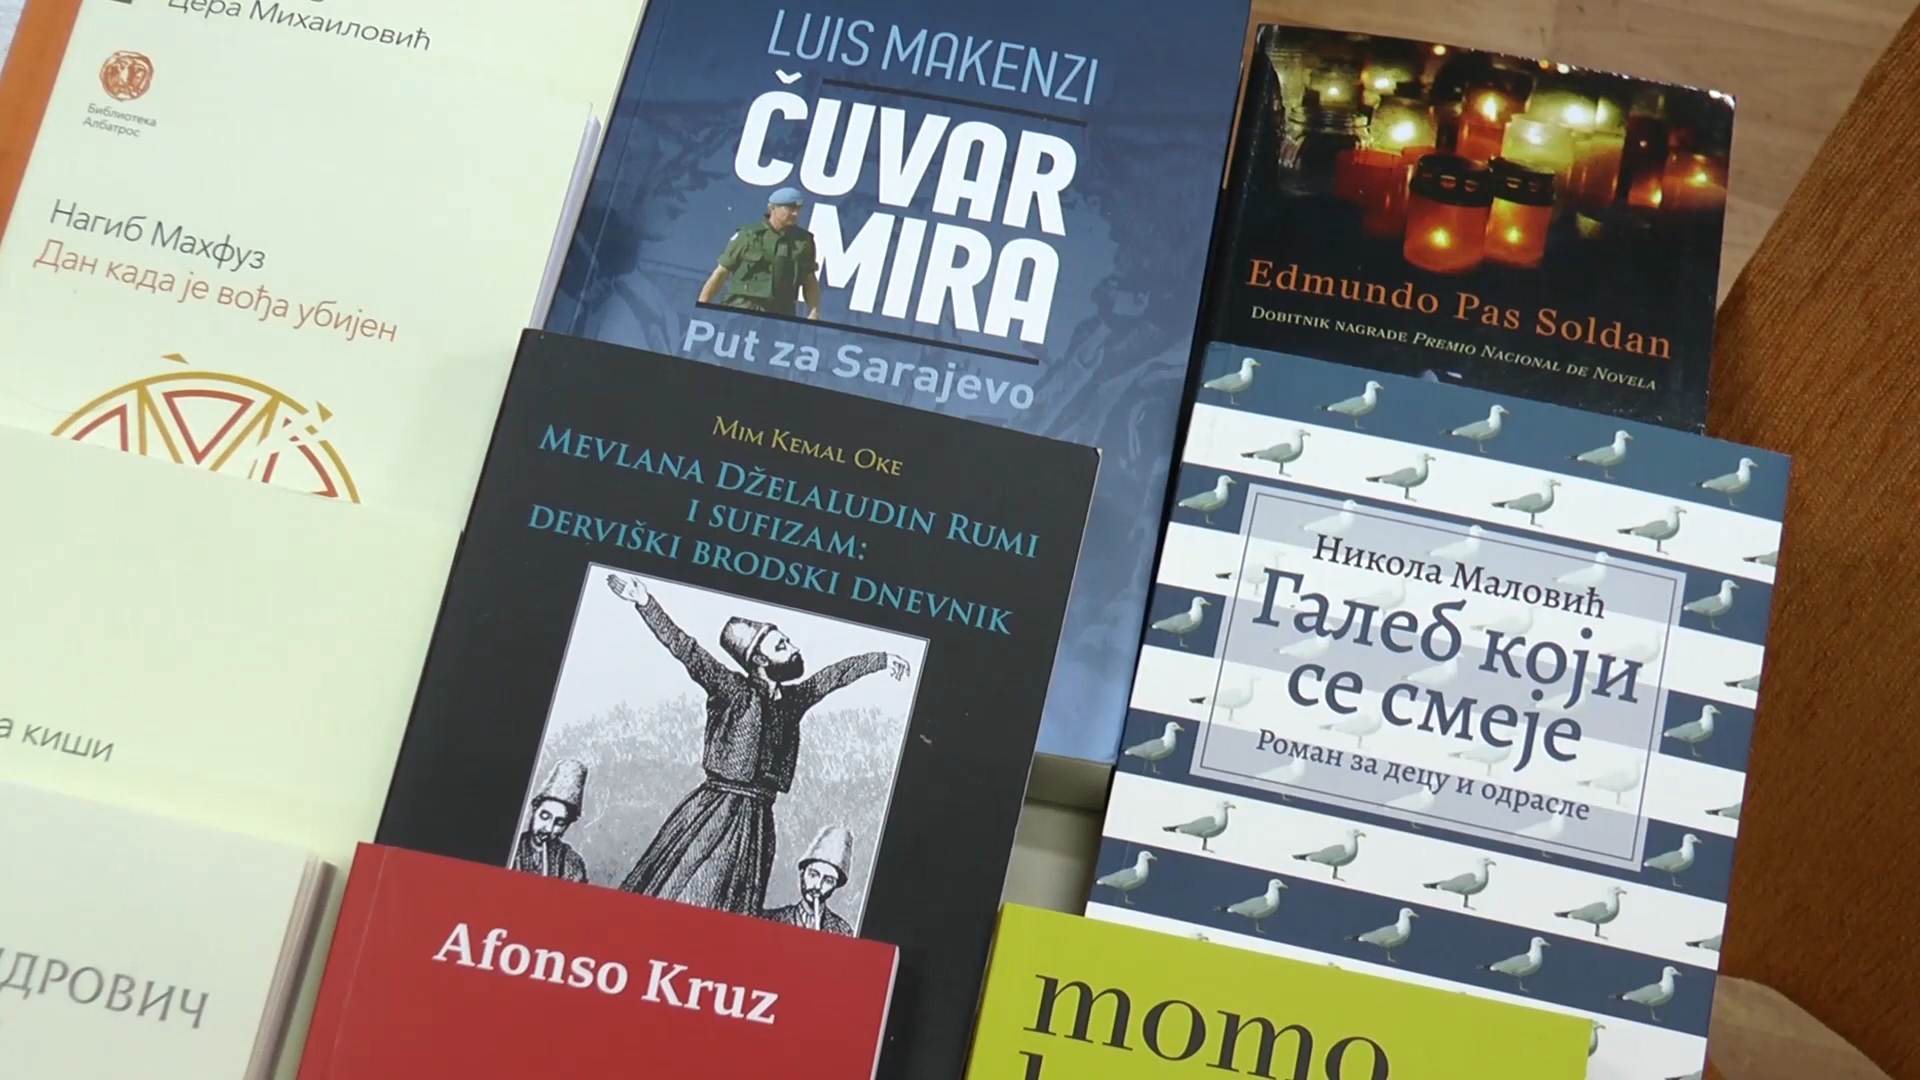 Цера Михаиловић
Библиотека
Албатрос
Нагиб Махфуз
Дан када је вођа убијен
а киши
ДРОВИЧ
LUIS MAKENZI
ČUVAR
MIRA
Put za Sarajevo
Mim Kemal Oke
Mevlana Dželaludin Rumi
i sufizam:
derviški brodski dnevnik
Afonso Kruz
Edmundo Pas Soldan
Dobitnik nagrade Premio Nacional de Novela
Никола Маловић
Галеб који
се смеје
Роман за децу и одрасле
momo